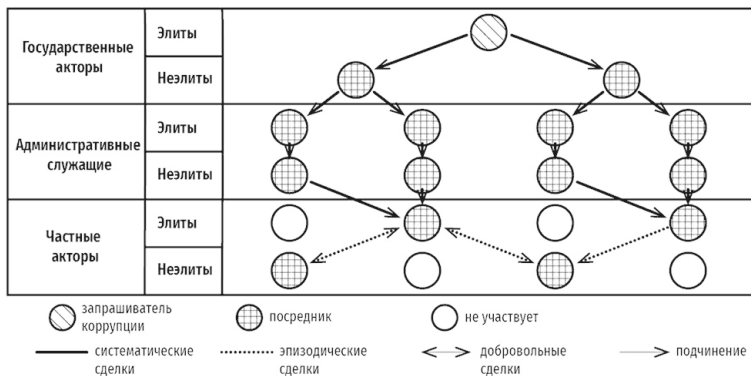 Государственные
акторы
Элиты
Неэлиты
Административные
служащие
Элиты
Неэлиты
Частные
акторы
Элиты
Неэлиты
запрашиватель
коррупции
посредник
не участвует
систематические
сделки
эпизодические
сделки
добровольные
сделки
подчинение